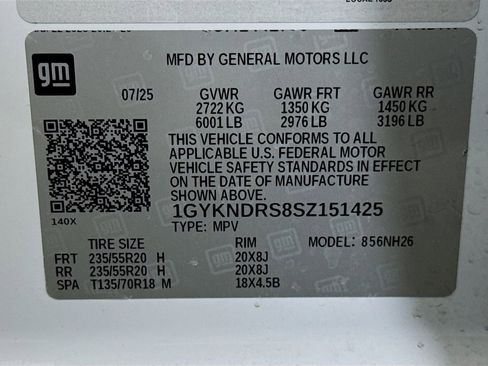 MFD BY GENERAL MOTORS LLC
gm
07/25 GVWR GAWR FRT GAWR RR
2722 KG 1350 KG 1450 KG
6001 LB 2976 LB 3196 LB
THIS VEHICLE CONFORMS TO ALL
APPLICABLE U.S. FEDERAL MOTOR
VEHICLE SAFETY STANDARDS IN EFFECT
ON THE DATE OF MANUFACTURE
SHOWN ABOVE.
140X
1GYKNDRS8SZ151425
TYPE: MPV
TIRE SIZE RIM MODEL: 856NH26
FRT 235/55R20 H 20X8J
RR 235/55R20 H 20X8J
SPA T135/70R18 M 18X4.5B